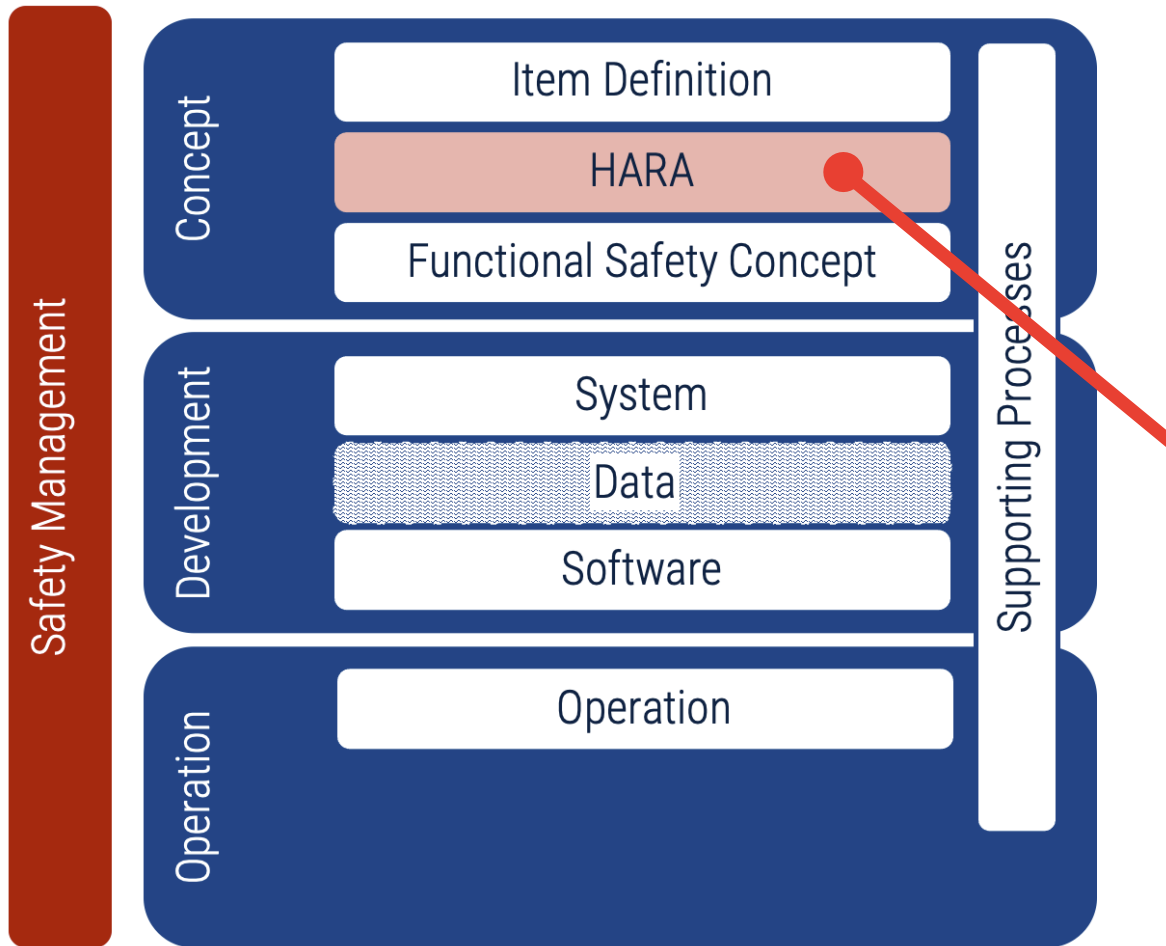 Safety Management
Concept
Item Definition
HARA
Functional Safety Concept
Development
System
Data
Software
Operation
Operation
Supporting Processes